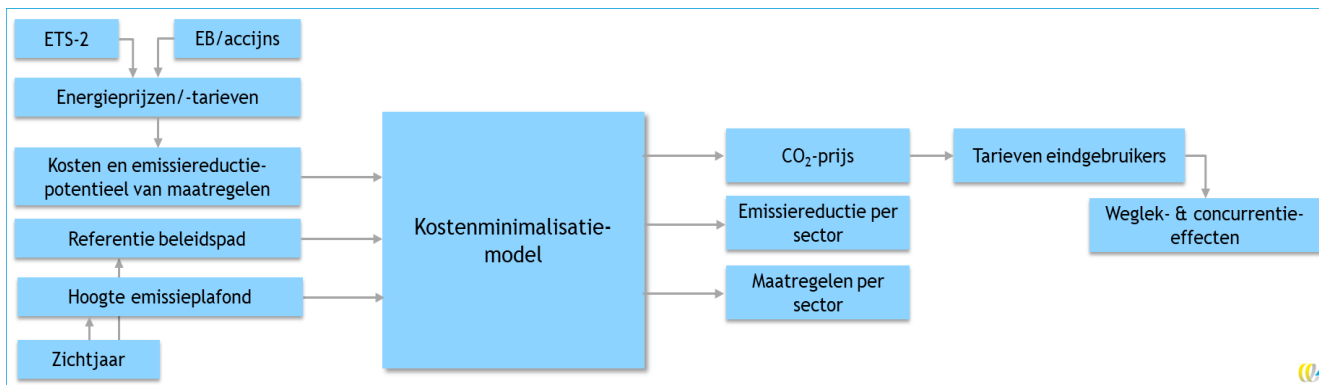 ETS-2
EB/accijns
Energieprijzen/-tarieven
Kosten en emissiereductie-
potentieel van maatregelen
Referentie beleidspad
Hoogte emissieplafond
Zichtjaar
Kostenminimalisatie-
model
CO₂-prijs
Emissiereductie per
sector
Maatregelen per
sector
Tarieven eindgebruikers
Weglek- & concurrentie-
effecten